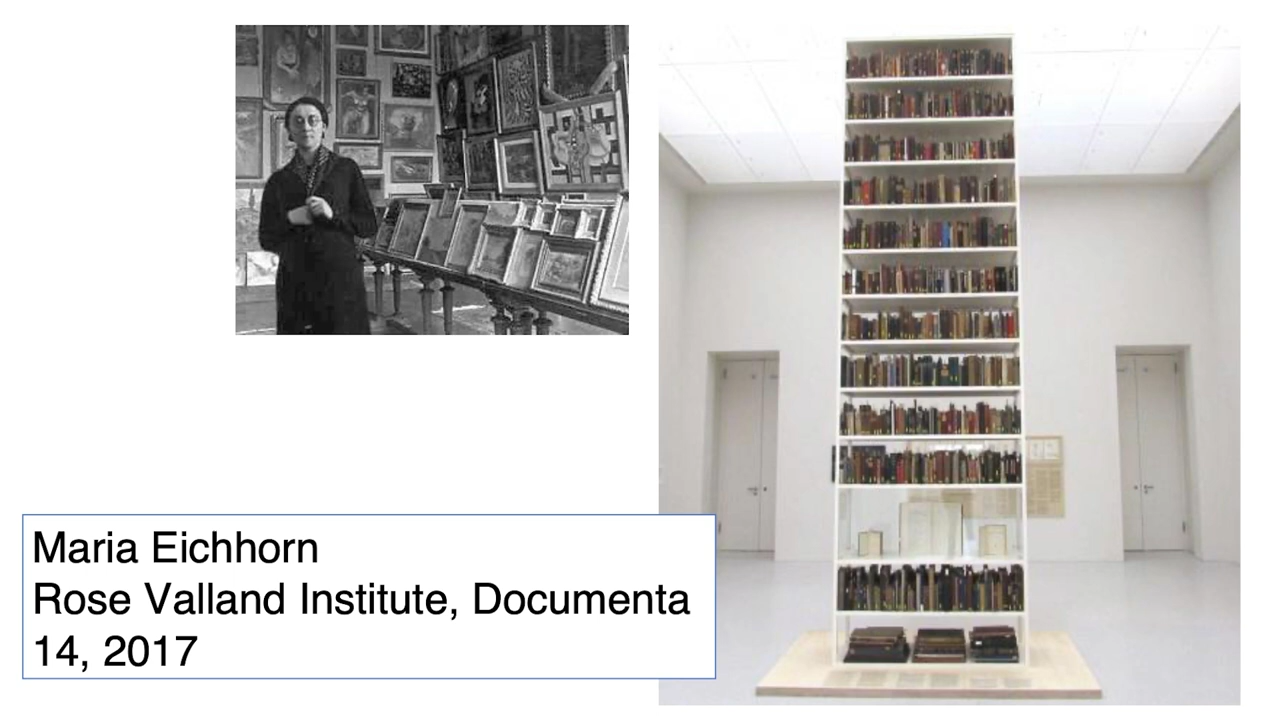 Maria Eichhorn
Rose Valland Institute, Documenta
14, 2017